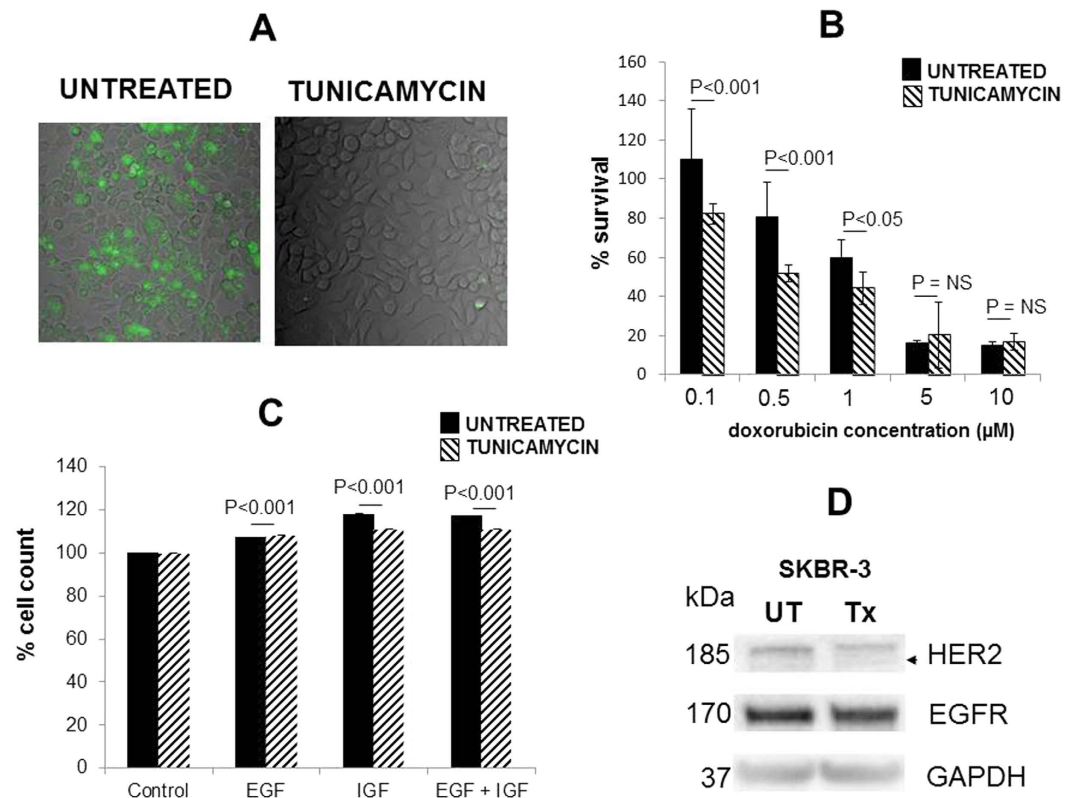 A
UNTREATED
TUNICAMYCIN
B
UNTREATED
TUNICAMYCIN
% survival
160
140
120
100
80
60
40
20
0
P<0.001
P<0.001
P<0.05
P = NS
P = NS
0.1 0.5 1 5 10
doxorubicin concentration (µM)
C
UNTREATED
TUNICAMYCIN
% cell count
140
120
100
80
60
40
20
0
P<0.001
P<0.001
P<0.001
Control EGF IGF EGF + IGF
D
SKBR-3
kDa UT Tx
185 HER2
170 EGFR
37 GAPDH